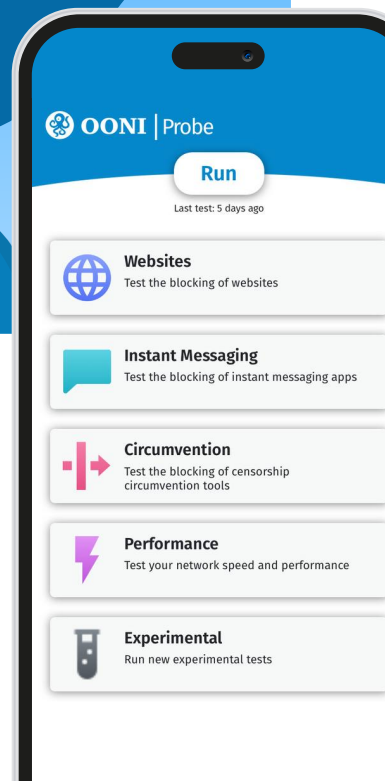 OONI | Probe
Run
Last test: 5 days ago
Websites
Test the blocking of websites
Instant Messaging
Test the blocking of instant messaging apps
Circumvention
Test the blocking of censorship
circumvention tools
Performance
Test your network speed and performance
Experimental
Run new experimental tests